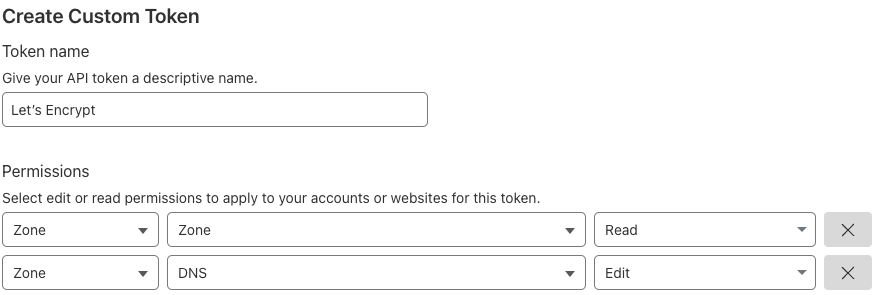 Create Custom Token
Token name
Give your API token a descriptive name.
Let’s Encrypt
Permissions
Select edit or read permissions to apply to your accounts or websites for this token.
Zone Zone Read
Zone DNS Edit